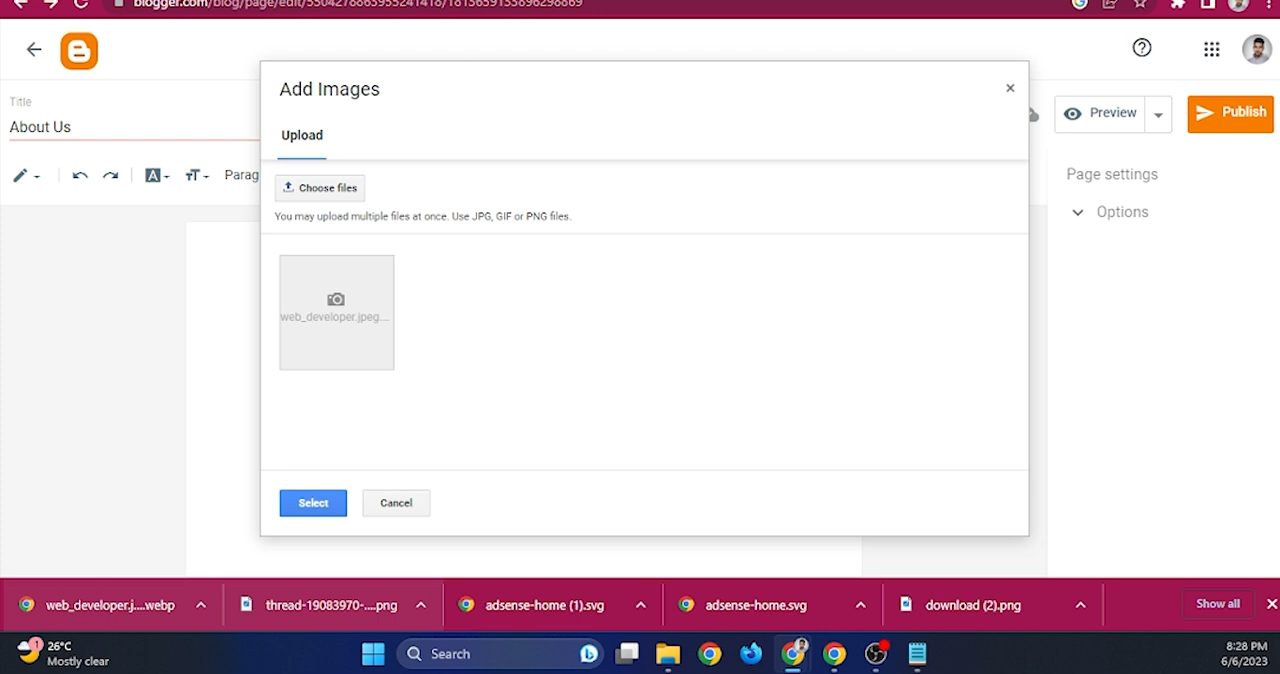 blogger.com/blog/page/edit/5504278863955241418/1813659133896298869
Title
About Us
Parag
Add Images
Upload
Choose files
You may upload multiple files at once. Use JPG, GIF or PNG files.
web_developer.jpeg...
Select
Cancel
Preview
Publish
Page settings
Options
web_developer.j....webp
thread-19083970-....png
adsense-home (1).svg
adsense-home.svg
download (2).png
Show all
1
26°C
Mostly clear
Search
8:28 PM
6/6/2023